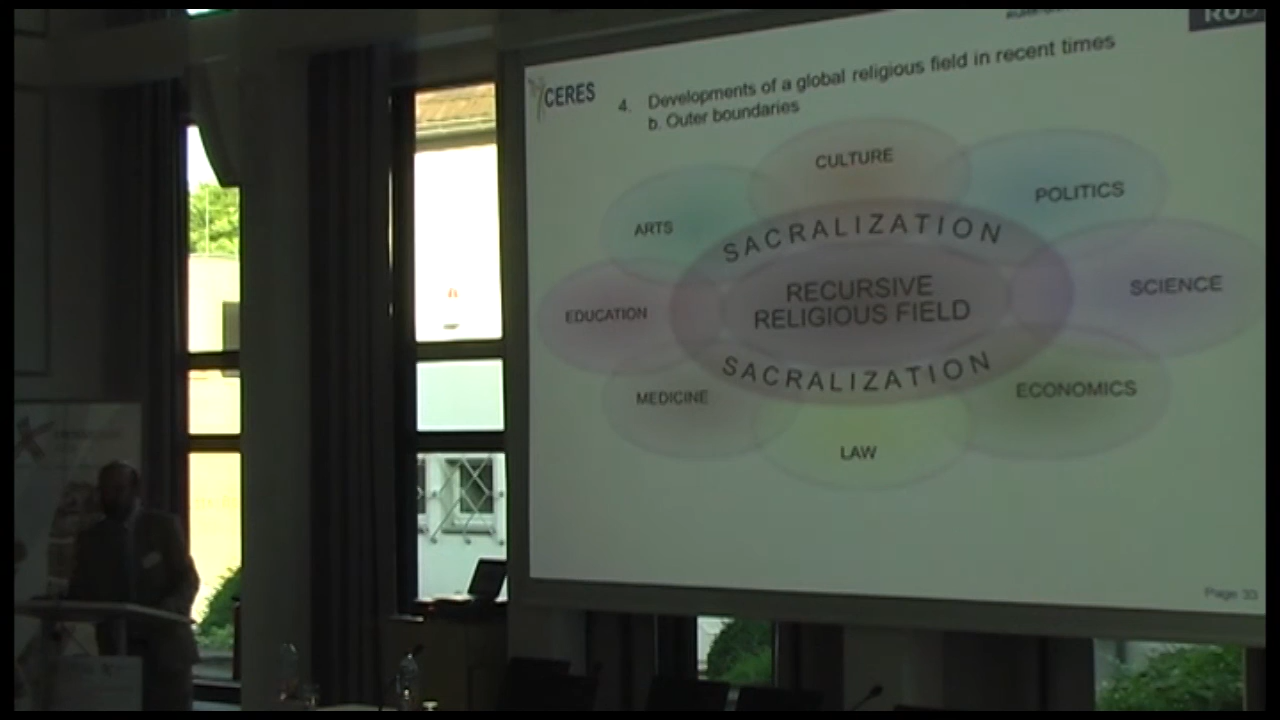 RUB
CERES
4. Developments of a global religious field in recent times
b. Outer boundaries
CULTURE
POLITICS
ARTS
SACRALIZATION
SCIENCE
RECURSIVE
RELIGIOUS FIELD
EDUCATION
SACRALIZATION
MEDICINE
ECONOMICS
LAW
Page 33